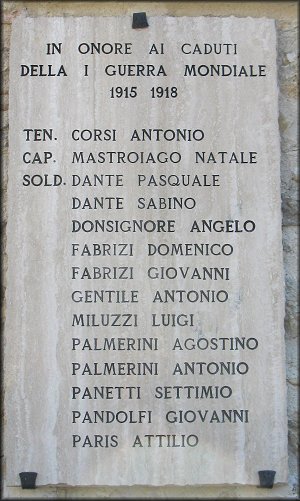 IN ONORE AI CADUTI
DELLA I GUERRA MONDIALE
1915 1918
TEN. CORSI ANTONIO
CAP. MASTROIAGO NATALE
SOLD. DANTE PASQUALE
DANTE SABINO
DONSIGNORE ANGELO
FABRIZI DOMENICO
FABRIZI GIOVANNI
GENTILE ANTONIO
MILUZZI LUIGI
PALMERINI AGOSTINO
PALMERINI ANTONIO
PANETTI SETTIMIO
PANDOLFI GIOVANNI
PARIS ATTILIO